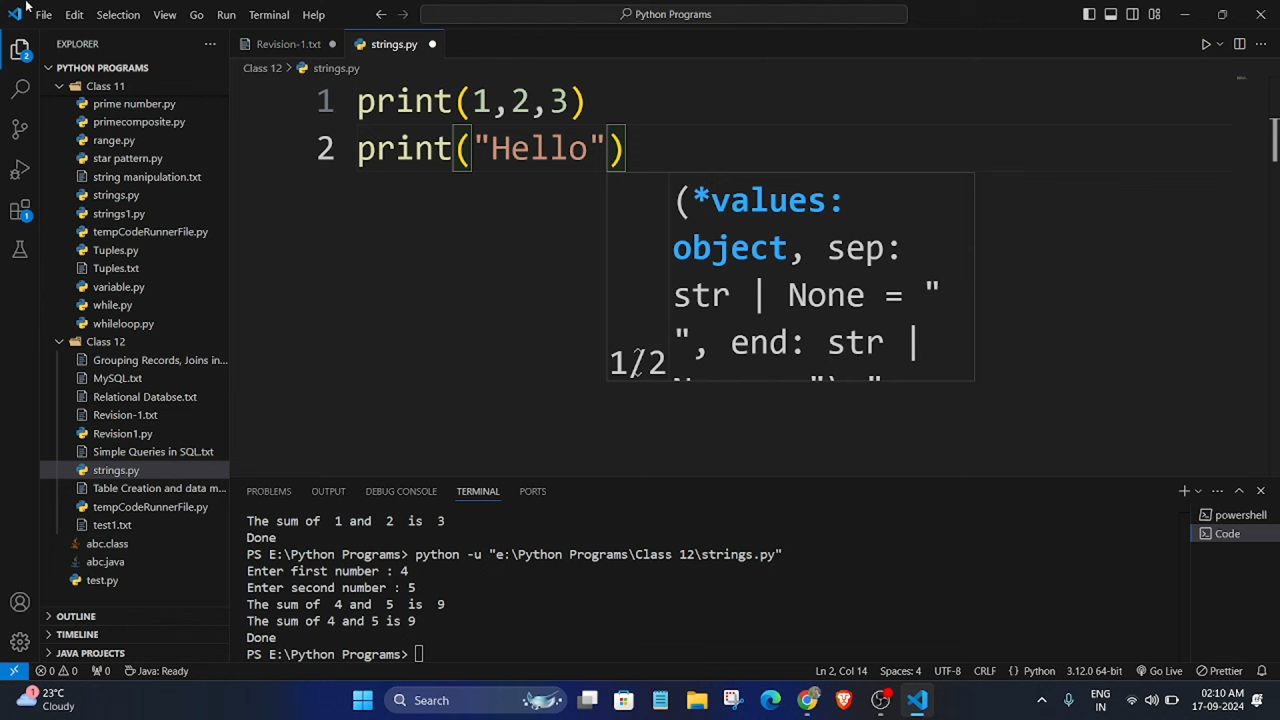 File Edit Selection View Go Run Terminal Help
Python Programs
EXPLORER
PYTHON PROGRAMS
Class 11
prime number.py
primecomposite.py
range.py
star pattern.py
string manipulation.txt
strings.py
strings1.py
tempCodeRunnerFile.py
Tuples.py
Tuples.txt
variable.py
while.py
whileloop.py
Class 12
Grouping Records, Joins in...
MySQL.txt
Relational Databse.txt
Revision-1.txt
Revision1.py
Simple Queries in SQL.txt
strings.py
Table Creation and data m...
tempCodeRunnerFile.py
test1.txt
abc.class
abc.java
test.py
OUTLINE
TIMELINE
JAVA PROJECTS
2
1
Revision-1.txt
strings.py
Class 12 > strings.py
1 print(1,2,3)
2 print("Hello")
(*values:
object, sep:
str | None = "
", end: str |
1/2
PROBLEMS OUTPUT DEBUG CONSOLE TERMINAL PORTS
The sum of  1 and  2  is  3
Done
PS E:\Python Programs> python -u "e:\Python Programs\Class 12\strings.py"
Enter first number : 4
Enter second number : 5
The sum of  4 and  5  is  9
The sum of 4 and 5 is 9
Done
PS E:\Python Programs>
powershell
Code
0 0 0 Java: Ready
Ln 2, Col 14 Spaces: 4 UTF-8 CRLF {} Python 3.12.0 64-bit Go Live Prettier
1
23°C
Cloudy
Search
ENG
IN
02:10 AM
17-09-2024